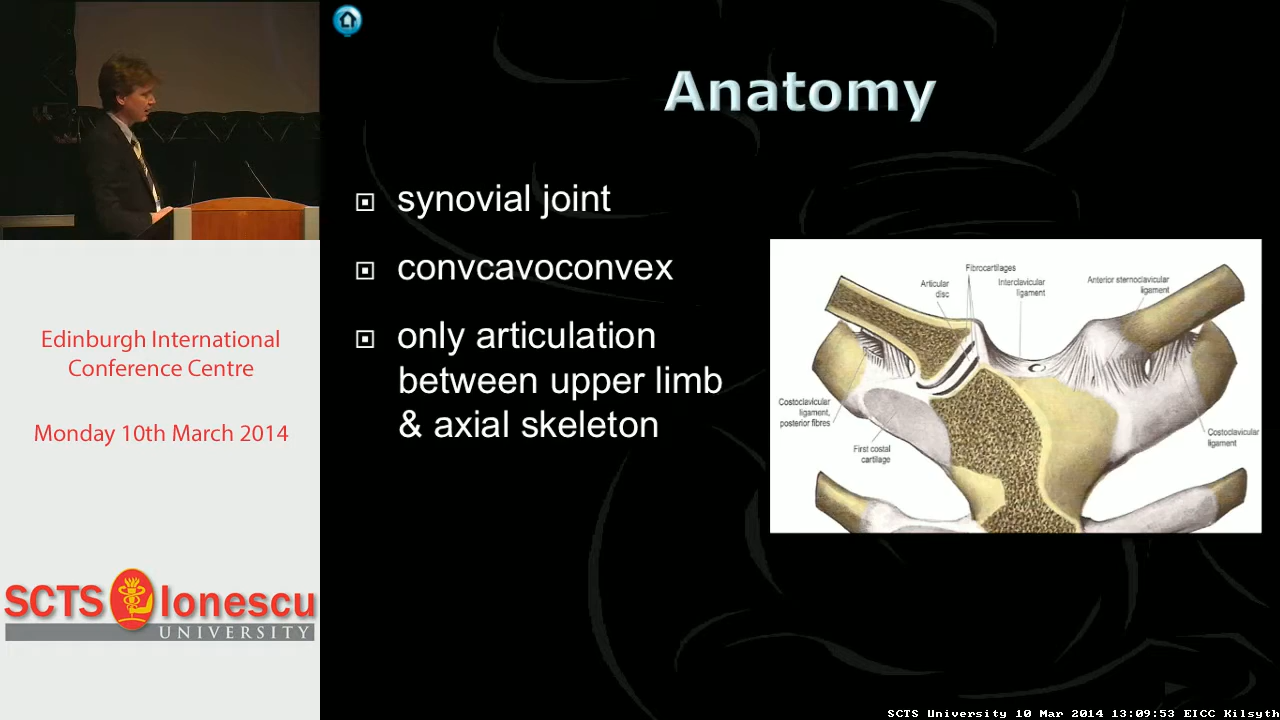 Anatomy
synovial joint
convcavoconvex
only articulation
between upper limb
& axial skeleton
Fibrocartilages
Articular
disc
Interclavicular
ligament
Anterior sternoclavicular
ligament
Costoclavicular
ligament,
posterior fibres
First costal
cartilage
Costoclavicular
ligament
Edinburgh International
Conference Centre
Monday 10th March 2014
SCTS Ionescu
UNIVERSITY
SCTS University 10 Mar 2014 13:09:53 EICC Kilsyth